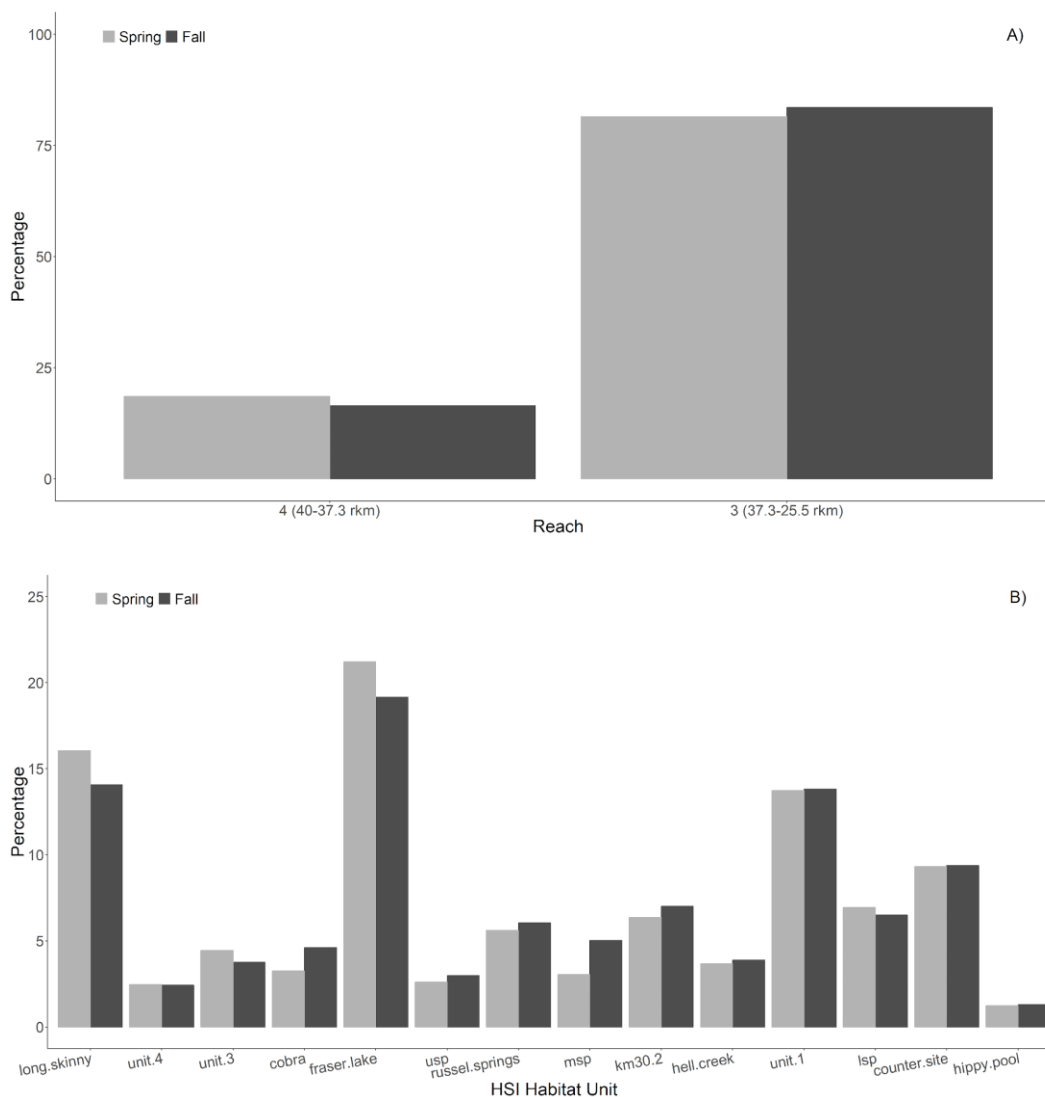 A)
Spring Fall
100
75
50
25
0
Percentage
4 (40-37.3 rkm) 3 (37.3-25.5 rkm)
Reach
B)
Spring Fall
25
20
15
10
5
0
Percentage
long.skinny unit.4 unit.3 cobra fraser.lake usp russel.springs msp km30.2 hell.creek unit.1 lsp counter.site hippy.pool
HSI Habitat Unit